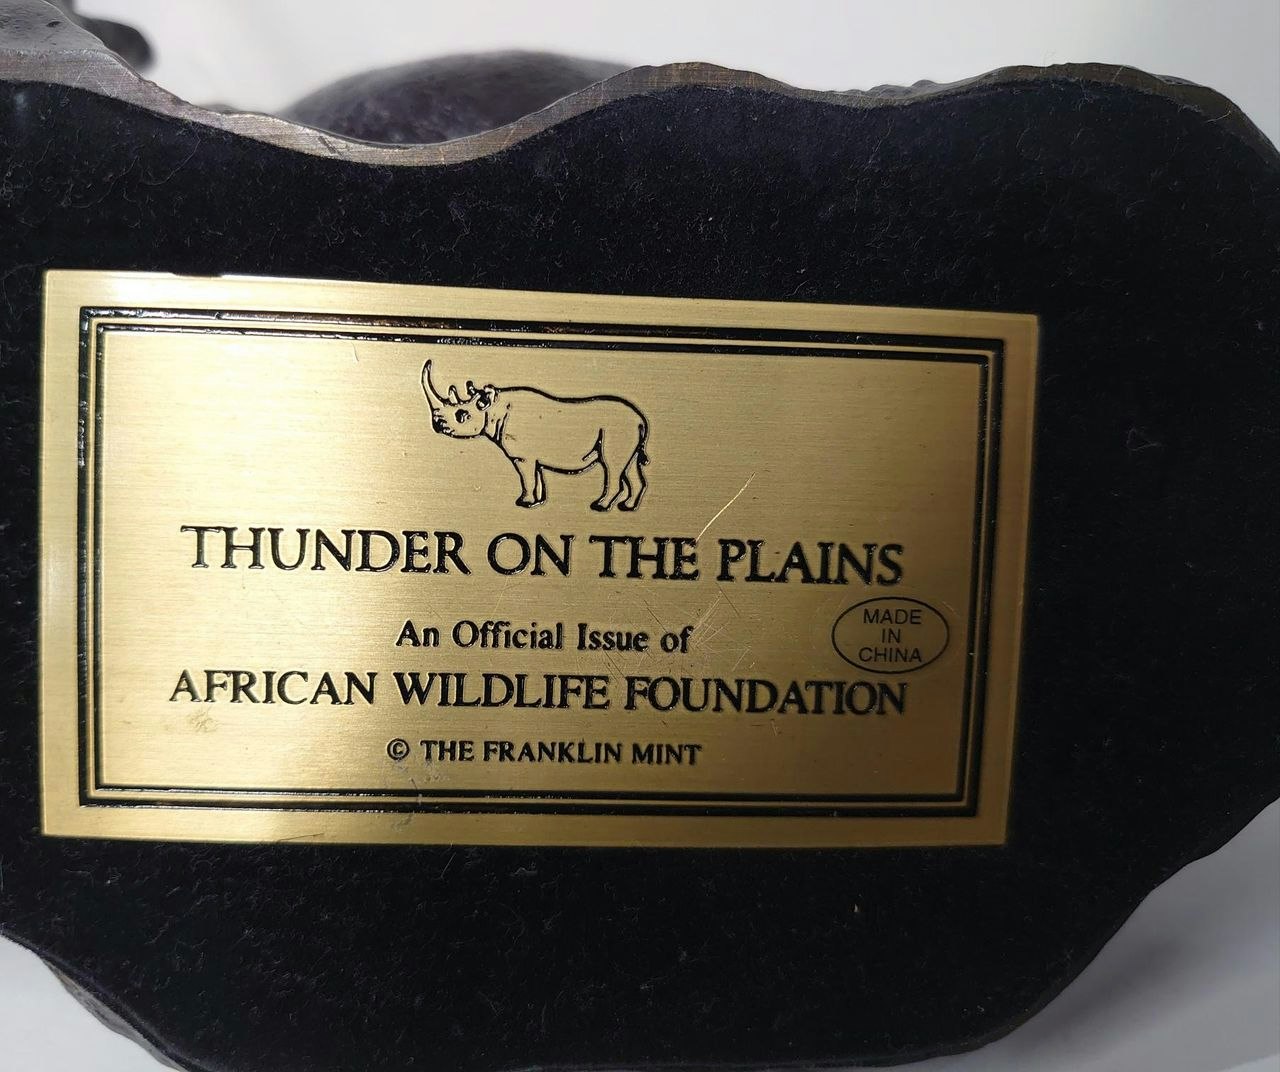 THUNDER ON THE PLAINS
An Official Issue of
MADE
IN
CHINA
AFRICAN WILDLIFE FOUNDATION
© THE FRANKLIN MINT